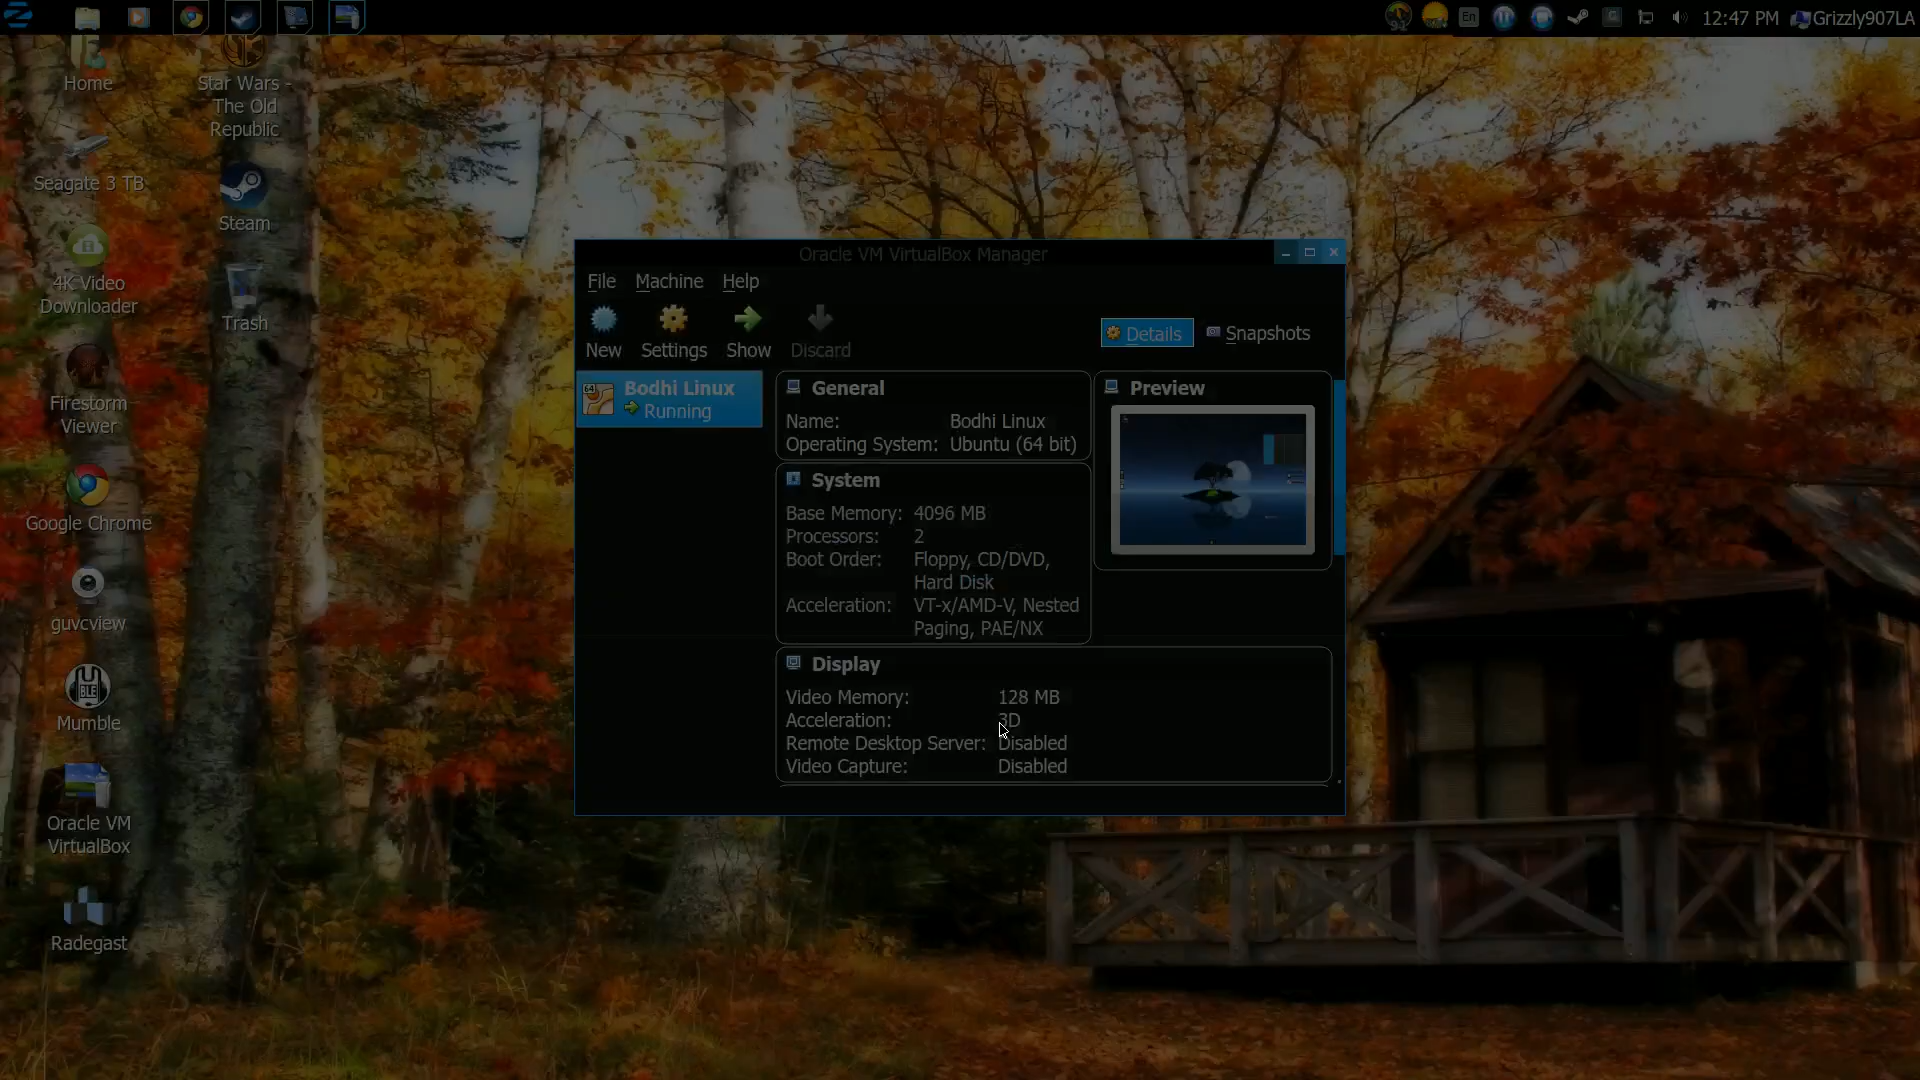 12:47 PM Grizzly907LA
En
Home
Star Wars -
The Old
Republic
Seagate 3 TB
Steam
4K Video
Downloader
Trash
Firestorm
Viewer
Google Chrome
guvcview
Mumble
Oracle VM
VirtualBox
Radegast
Oracle VM VirtualBox Manager
File Machine Help
New Settings Show Discard
Details Snapshots
64
Bodhi Linux
Running
General
Name: Bodhi Linux
Operating System: Ubuntu (64 bit)
System
Base Memory: 4096 MB
Processors: 2
Boot Order: Floppy, CD/DVD,
Hard Disk
Acceleration: VT-x/AMD-V, Nested
Paging, PAE/NX
Preview
Display
Video Memory: 128 MB
Acceleration: 3D
Remote Desktop Server: Disabled
Video Capture: Disabled